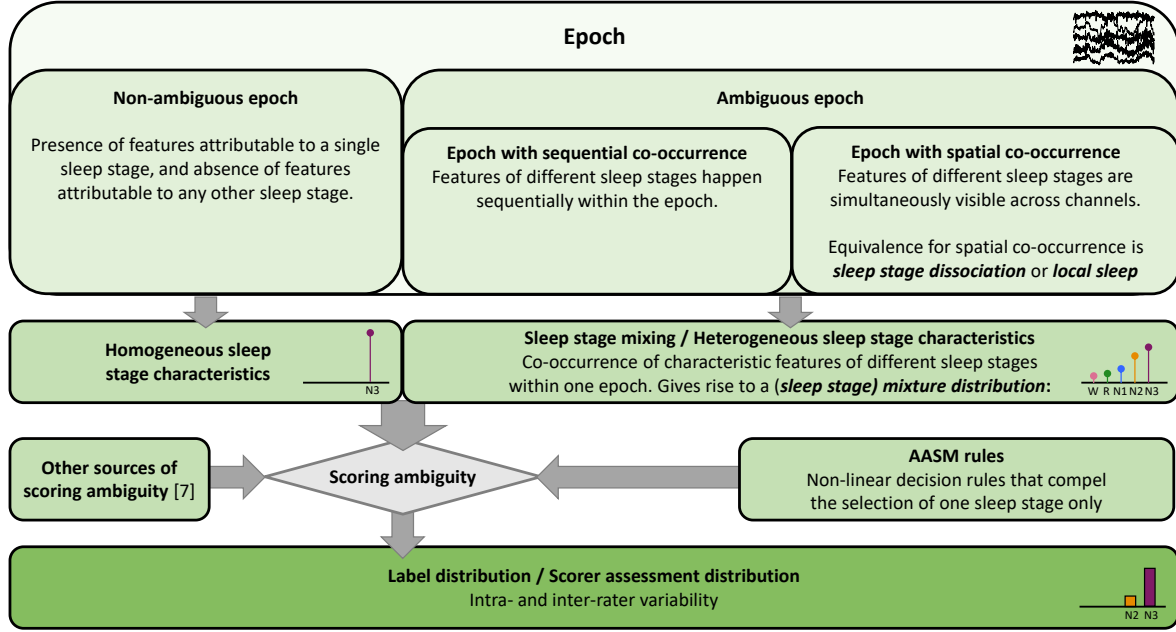 Epoch
Non-ambiguous epoch
Presence of features attributable to a single
sleep stage, and absence of features
attributable to any other sleep stage.
Ambiguous epoch
Epoch with sequential co-occurrence
Features of different sleep stages happen
sequentially within the epoch.
Epoch with spatial co-occurrence
Features of different sleep stages are
simultaneously visible across channels.
Equivalence for spatial co-occurrence is
sleep stage dissociation or local sleep
Homogeneous sleep
stage characteristics
N3
Sleep stage mixing / Heterogeneous sleep stage characteristics
Co-occurrence of characteristic features of different sleep stages
within one epoch. Gives rise to a (sleep stage) mixture distribution:
W R N1 N2 N3
Other sources of
scoring ambiguity [7]
Scoring ambiguity
AASM rules
Non-linear decision rules that compel
the selection of one sleep stage only
Label distribution / Scorer assessment distribution
Intra- and inter-rater variability
N2 N3